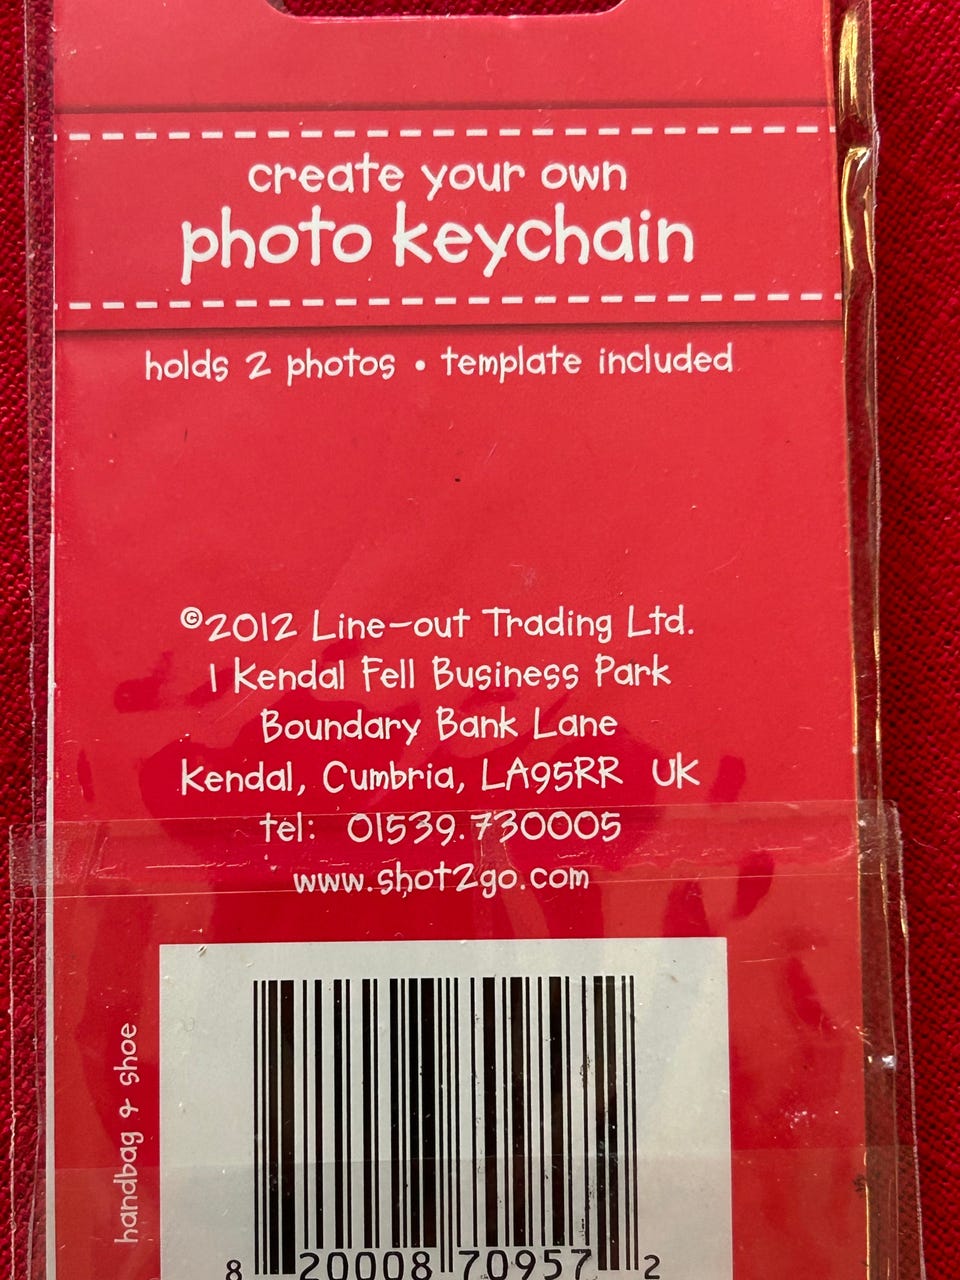 create your own
photo keychain
holds 2 photos • template included
©2012 Line-out Trading Ltd.
1 Kendal Fell Business Park
Boundary Bank Lane
Kendal, Cumbria, LA95RR UK
tel: 01539.730005
www.shot2go.com
handbag & shoe
8 20008 70957 2